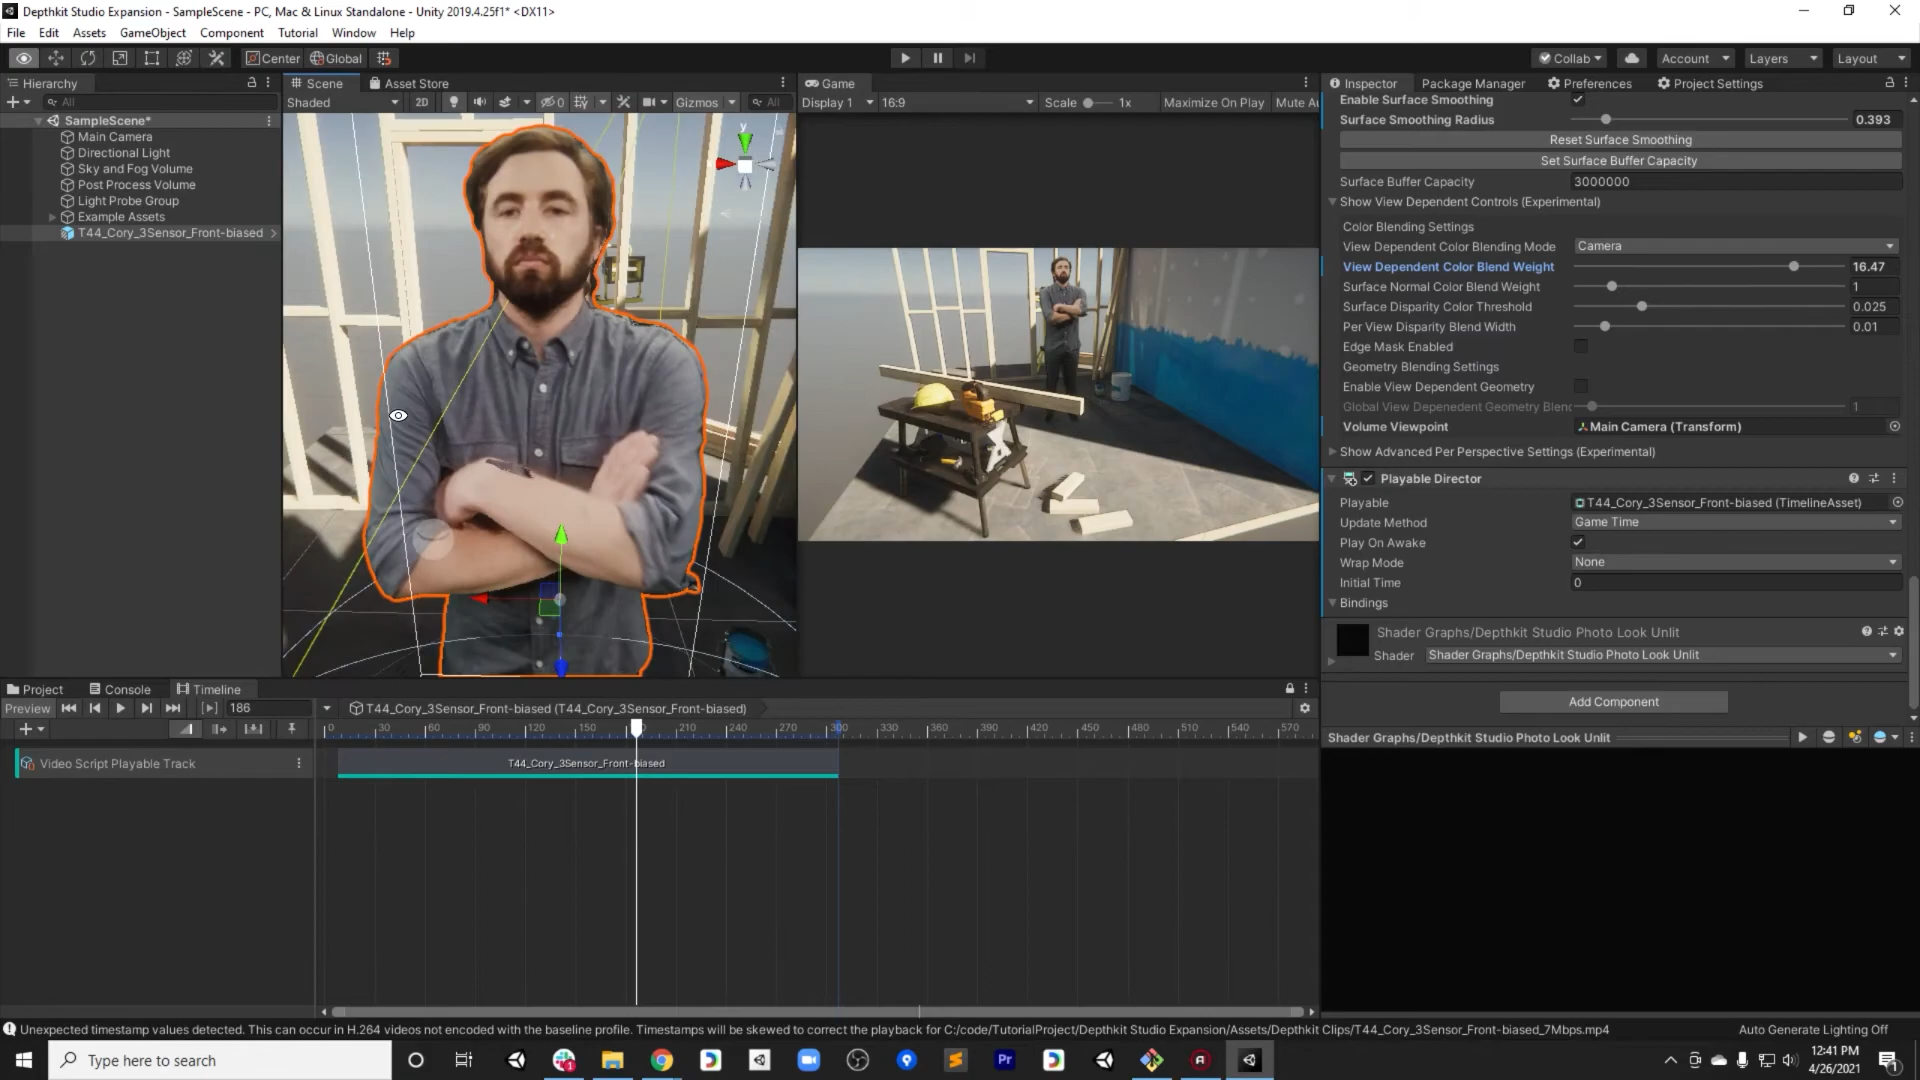 Depthkit Studio Expansion - SampleScene - PC, Mac & Linux Standalone - Unity 2019.4.25f1* <DX11>
File Edit Assets GameObject Component Tutorial Window Help
Center Global Collab Account Layers Layout
Hierarchy
All
SampleScene*
Main Camera
Directional Light
Sky and Fog Volume
Post Process Volume
Light Probe Group
Example Assets
T44_Cory_3Sensor_Front-biased
Scene Asset Store
Shaded 2D 0 Gizmos All
y
Game
Display 1 16:9 Scale 1x Maximize On Play Mute Au
Inspector Package Manager Preferences Project Settings
Enable Surface Smoothing
Surface Smoothing Radius 0.393
Reset Surface Smoothing
Set Surface Buffer Capacity
Surface Buffer Capacity 3000000
Show View Dependent Controls (Experimental)
Color Blending Settings
View Dependent Color Blending Mode Camera
View Dependent Color Blend Weight 16.47
Surface Normal Color Blend Weight 1
Surface Disparity Color Threshold 0.025
Per View Disparity Blend Width 0.01
Edge Mask Enabled
Geometry Blending Settings
Enable View Dependent Geometry
Global View Depenedent Geometry Blenc 1
Volume Viewpoint Main Camera (Transform)
Show Advanced Per Perspective Settings (Experimental)
Playable Director
Playable T44_Cory_3Sensor_Front-biased (TimelineAsset)
Update Method Game Time
Play On Awake
Wrap Mode None
Initial Time 0
Bindings
Shader Graphs/Depthkit Studio Photo Look Unlit
Shader Shader Graphs/Depthkit Studio Photo Look Unlit
Add Component
Shader Graphs/Depthkit Studio Photo Look Unlit
Project Console Timeline
Preview 186 T44_Cory_3Sensor_Front-biased (T44_Cory_3Sensor_Front-biased)
0 30 60 90 120 150 210 240 270 300 330 360 390 420 450 480 510 540 570
Video Script Playable Track T44_Cory_3Sensor_Front-biased
Unexpected timestamp values detected. This can occur in H.264 videos not encoded with the baseline profile. Timestamps will be skewed to correct the playback for C:/code/TutorialProject/Depthkit Studio Expansion/Assets/Depthkit Clips/T44_Cory_3Sensor_Front-biased_7Mbps.mp4 Auto Generate Lighting Off
Type here to search
Pr
12:41 PM
4/26/2021